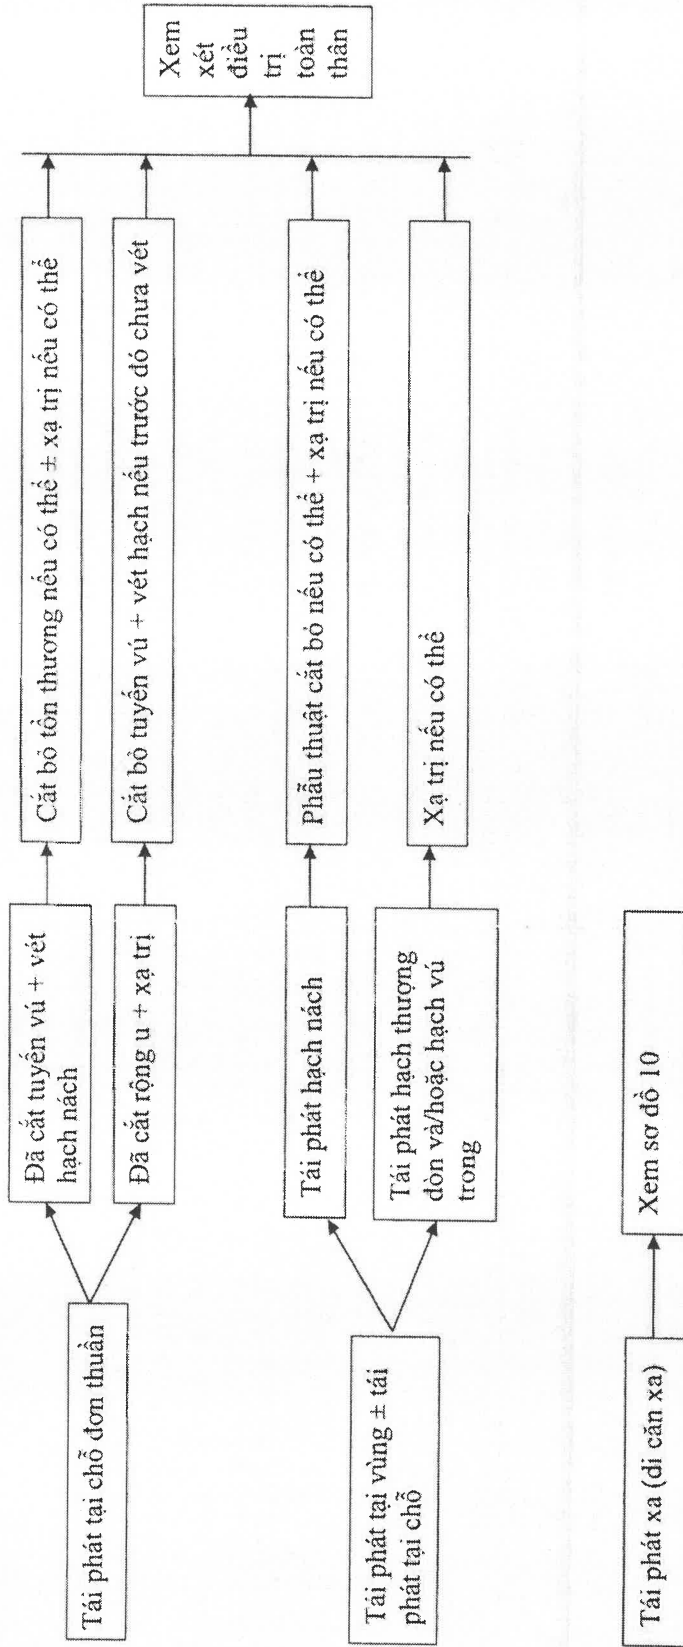 Tái phát tại chỗ đơn thuần
Đã cắt tuyến vú + vét
hạch nách
Cắt bỏ tổn thương nếu có thể ± xạ trị nếu có thể
Đã cắt rộng u + xạ trị
Cắt bỏ tuyến vú + vét hạch nếu trước đó chưa vét
Tái phát tại vùng ± tái
phát tại chỗ
Tái phát hạch nách
Phẫu thuật cắt bỏ nếu có thể + xạ trị nếu có thể
Tái phát hạch thượng
đòn và/hoặc hạch vú
trong
Xạ trị nếu có thể
Xem
xét
điều
trị
toàn
thân
Tái phát xa (di căn xa)
Xem sơ đồ 10